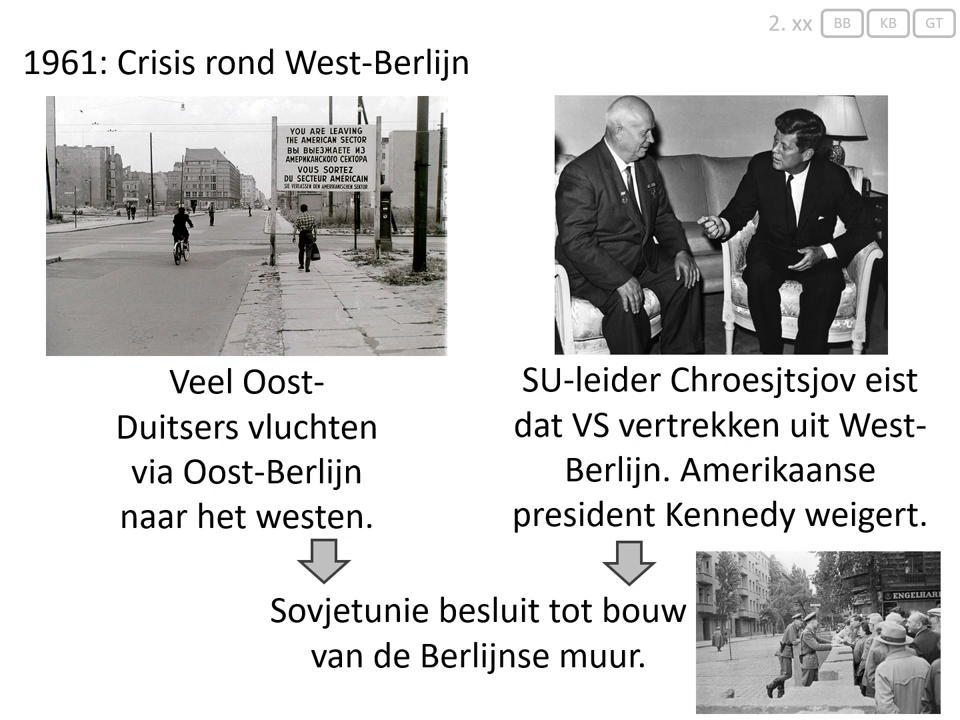 2. xx BB KB GT
1961: Crisis rond West-Berlijn
YOU ARE LEAVING
THE AMERICAN SECTOR
ВЫ ВЫЕЗЖАЕТЕ ИЗ
АМЕРИКАНСКОГО СЕКТОРА
VOUS SORTEZ
DU SECTEUR AMÉRICAIN
SIE VERLASSEN DEN AMERIKANISCHEN SEKTOR
Veel Oost-
Duitsers vluchten
via Oost-Berlijn
naar het westen.
SU-leider Chroesjtsjov eist
dat VS vertrekken uit West-
Berlijn. Amerikaanse
president Kennedy weigert.
Sovjetunie besluit tot bouw
van de Berlijnse muur.
ENGELHAR